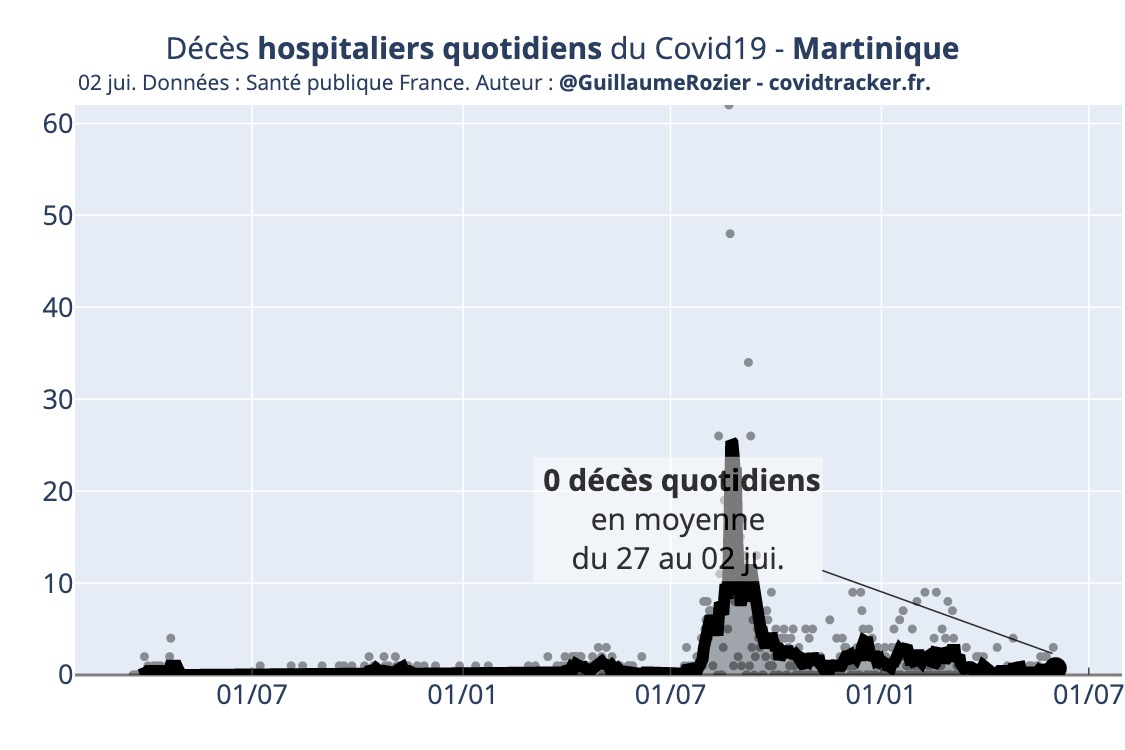 Décès hospitaliers quotidiens du Covid19 - Martinique
02 jui. Données : Santé publique France. Auteur : @GuillaumeRozier - covidtracker.fr.
60
50
40
30
20
10
0
0 décès quotidiens
en moyenne
du 27 au 02 jui.
01/07
01/01
01/07
01/01
01/07